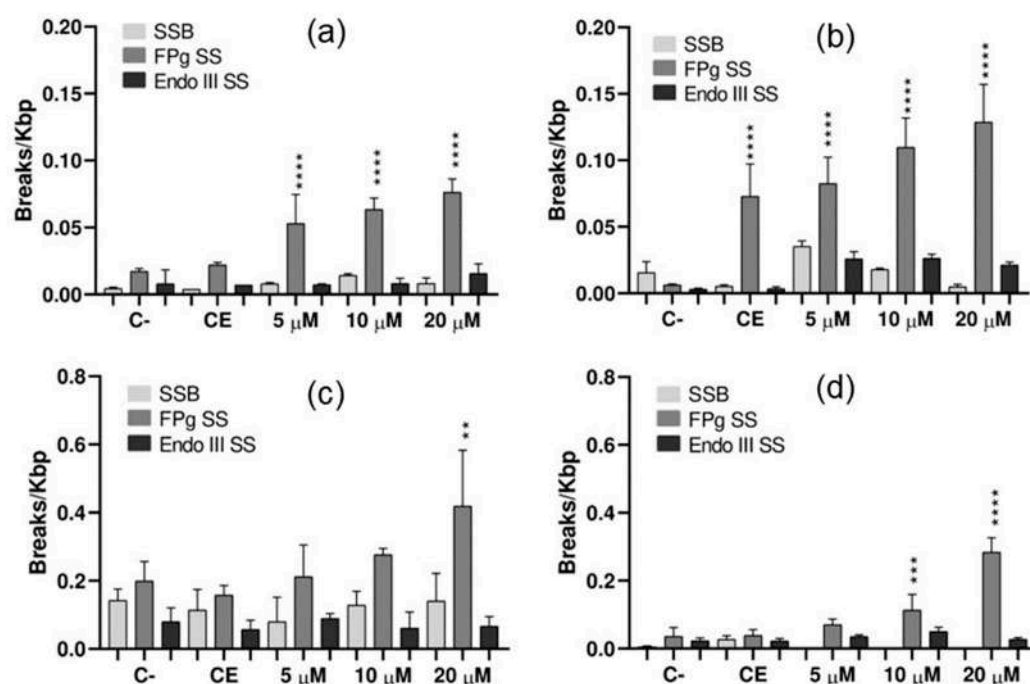 (a)
SSB
FPg SS
Endo III SS
Breaks/Kbp
0.20
0.15
0.10
0.05
0.00
****
****
****
C- CE 5 μM 10 μM 20 μM
(b)
SSB
FPg SS
Endo III SS
Breaks/Kbp
0.20
0.15
0.10
0.05
0.00
****
****
****
****
C- CE 5 μM 10 μM 20 μM
(c)
SSB
FPg SS
Endo III SS
Breaks/Kbp
0.8
0.6
0.4
0.2
0.0
**
C- CE 5 μM 10 μM 20 μM
(d)
SSB
FPg SS
Endo III SS
Breaks/Kbp
0.8
0.6
0.4
0.2
0.0
***
****
C- CE 5 μM 10 μM 20 μM